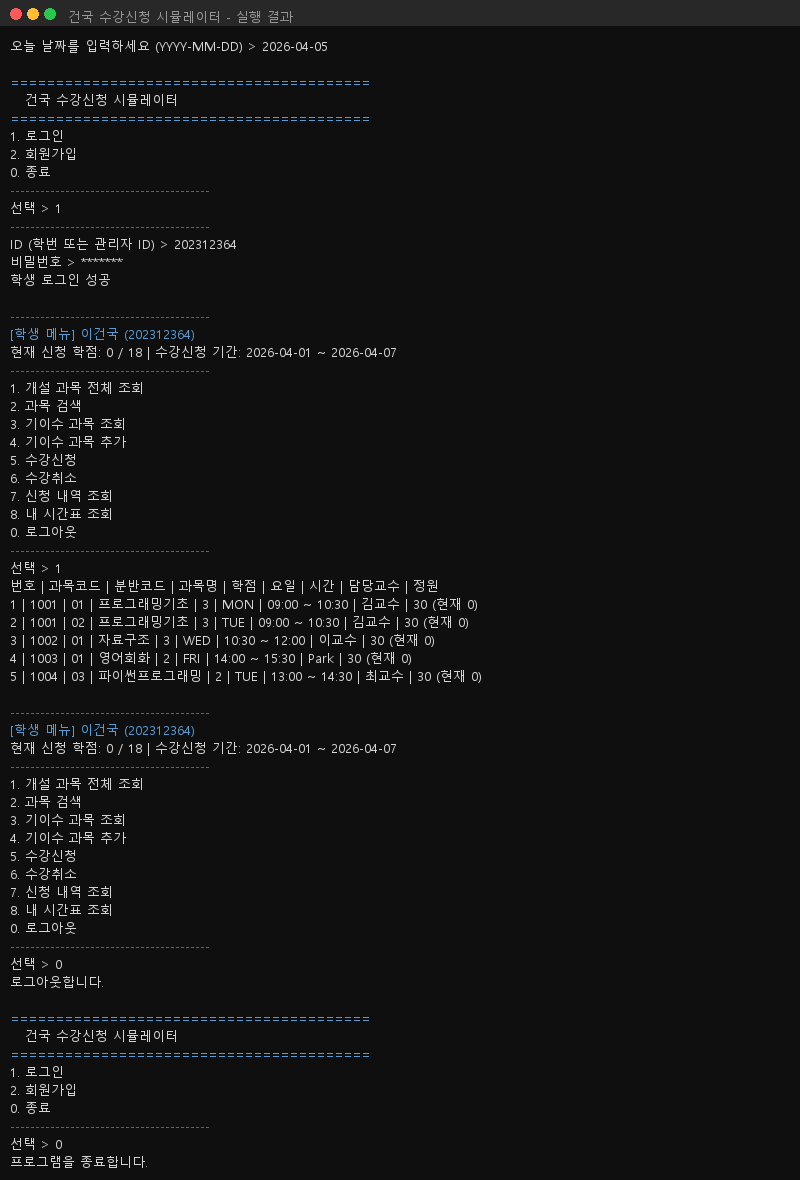 건국 수강신청 시뮬레이터 - 실행 결과
오늘 날짜를 입력하세요 (YYYY-MM-DD) > 2026-04-05
========================================
건국 수강신청 시뮬레이터
========================================
1. 로그인
2. 회원가입
0. 종료
----------------------------------------
선택 > 1
----------------------------------------
ID (학번 또는 관리자 ID) > 202312364
비밀번호 > *******
학생 로그인 성공
----------------------------------------
[학생 메뉴] 이건국 (202312364)
현재 신청 학점: 0 / 18 | 수강신청 기간: 2026-04-01 ~ 2026-04-07
----------------------------------------
1. 개설 과목 전체 조회
2. 과목 검색
3. 기이수 과목 조회
4. 기이수 과목 추가
5. 수강신청
6. 수강취소
7. 신청 내역 조회
8. 내 시간표 조회
0. 로그아웃
----------------------------------------
선택 > 1
번호 | 과목코드 | 분반코드 | 과목명 | 학점 | 요일 | 시간 | 담당교수 | 정원
1 | 1001 | 01 | 프로그래밍기초 | 3 | MON | 09:00 ~ 10:30 | 김교수 | 30 (현재 0)
2 | 1001 | 02 | 프로그래밍기초 | 3 | TUE | 09:00 ~ 10:30 | 김교수 | 30 (현재 0)
3 | 1002 | 01 | 자료구조 | 3 | WED | 10:30 ~ 12:00 | 이교수 | 30 (현재 0)
4 | 1003 | 01 | 영어회화 | 2 | FRI | 14:00 ~ 15:30 | Park | 30 (현재 0)
5 | 1004 | 03 | 파이썬프로그래밍 | 2 | TUE | 13:00 ~ 14:30 | 최교수 | 30 (현재 0)
----------------------------------------
[학생 메뉴] 이건국 (202312364)
현재 신청 학점: 0 / 18 | 수강신청 기간: 2026-04-01 ~ 2026-04-07
----------------------------------------
1. 개설 과목 전체 조회
2. 과목 검색
3. 기이수 과목 조회
4. 기이수 과목 추가
5. 수강신청
6. 수강취소
7. 신청 내역 조회
8. 내 시간표 조회
0. 로그아웃
----------------------------------------
선택 > 0
로그아웃합니다.
========================================
건국 수강신청 시뮬레이터
========================================
1. 로그인
2. 회원가입
0. 종료
----------------------------------------
선택 > 0
프로그램을 종료합니다.